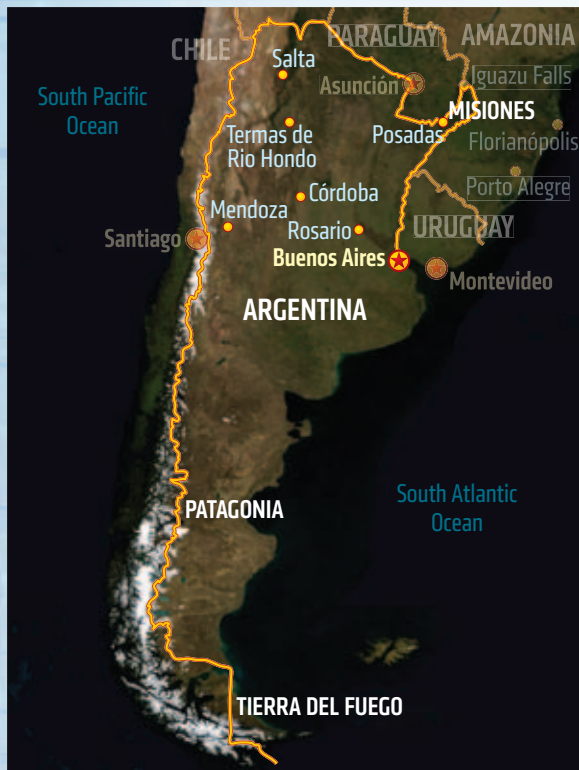 CHILE
PARAGUAY
AMAZONIA
Salta
Asunción
Iguazu Falls
South Pacific
Ocean
MISIONES
Termas de
Rio Hondo
Posadas
Florianópolis
Córdoba
Porto Alegre
Mendoza
Rosario
URUGUAY
Santiago
Buenos Aires
Montevideo
ARGENTINA
South Atlantic
Ocean
PATAGONIA
TIERRA DEL FUEGO